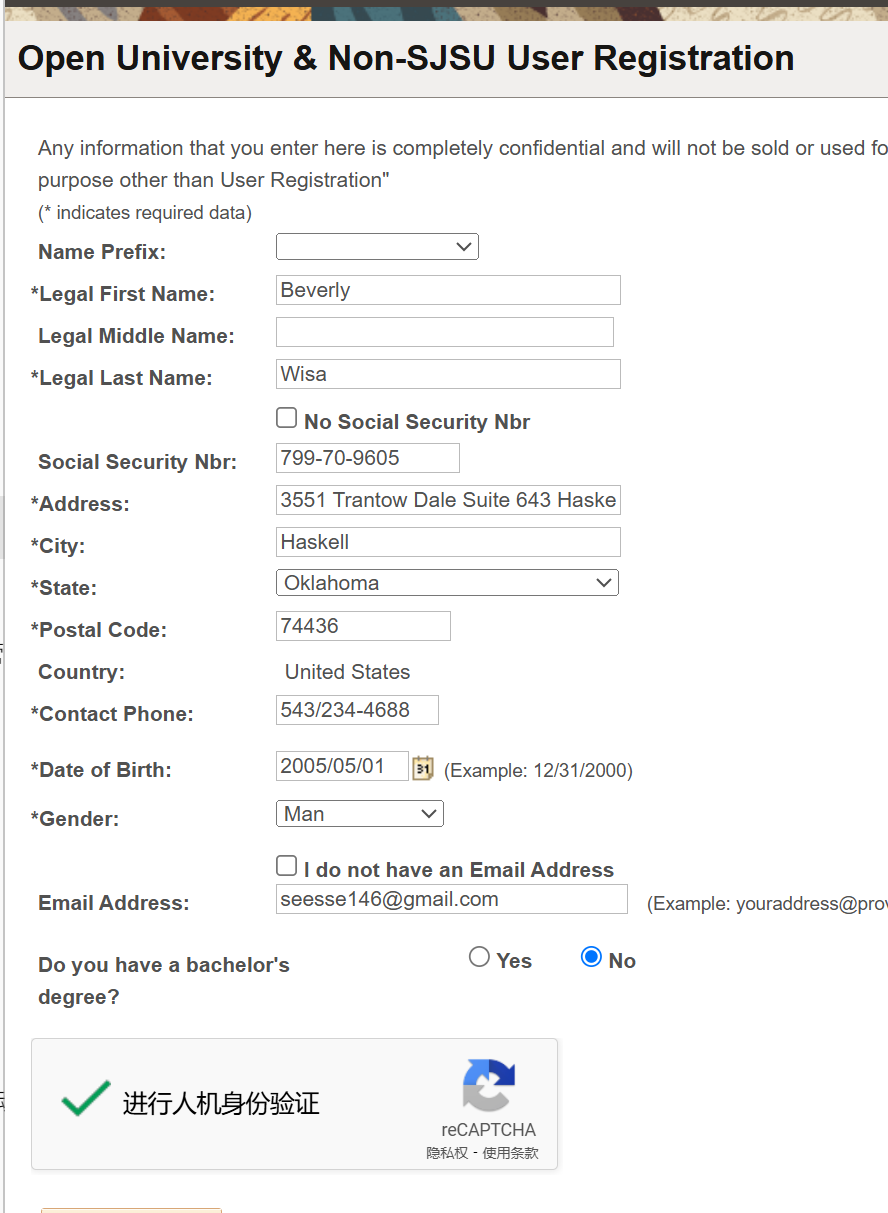 Open University & Non-SJSU User Registration
Any information that you enter here is completely confidential and will not be sold or used fo
purpose other than User Registration"
(* indicates required data)
Name Prefix:
*Legal First Name: Beverly
Legal Middle Name:
*Legal Last Name: Wisa
No Social Security Nbr
Social Security Nbr: 799-70-9605
*Address: 3551 Trantow Dale Suite 643 Haske
*City: Haskell
*State: Oklahoma
*Postal Code: 74436
Country: United States
*Contact Phone: 543/234-4688
*Date of Birth: 2005/05/01 31 (Example: 12/31/2000)
*Gender: Man
I do not have an Email Address
Email Address: seesse146@gmail.com (Example: youraddress@prov
Do you have a bachelor's Yes No
degree?
进行人机身份验证
reCAPTCHA
隐私权 - 使用条款